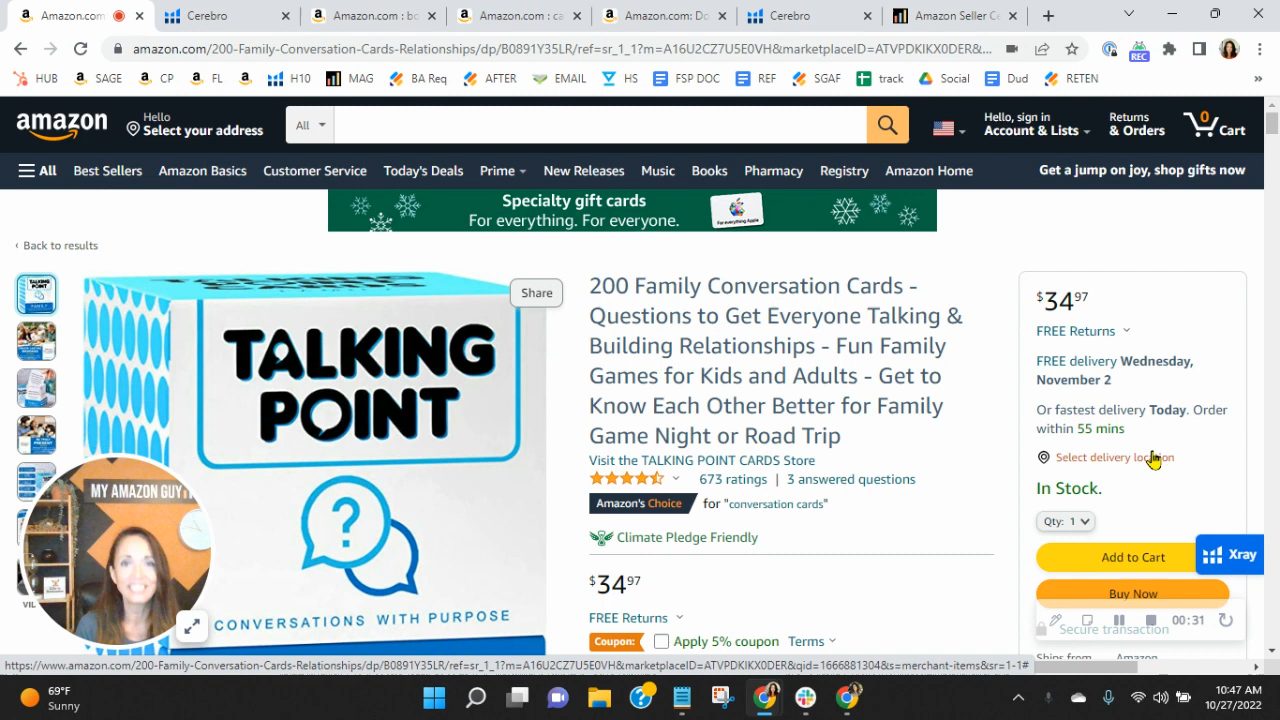 Amazon.com
Cerebro
Amazon.com : bc
Amazon.com : ca
Amazon.com: Do
Cerebro
Amazon Seller Ce
amazon.com/200-Family-Conversation-Cards-Relationships/dp/B0891Y35LR/ref=sr_1_1?m=A16U2CZ7U5E0VH&marketplaceID=ATVPDKIKX0DER&...
REC
HUB
SAGE
CP
FL
H10
MAG
BA Req
AFTER
EMAIL
HS
FSP DOC
REF
SGAF
track
Social
Dud
RETEN
»
amazon
Hello
Select your address
All
Hello, sign in
Account & Lists
Returns
& Orders
0
Cart
All
Best Sellers
Amazon Basics
Customer Service
Today's Deals
Prime
New Releases
Music
Books
Pharmacy
Registry
Amazon Home
Get a jump on joy, shop gifts now
Specialty gift cards
For everything. For everyone.
‹ Back to results
Share
TALKING
POINT
?
CONVERSATIONS WITH PURPOSE
MY AMAZON GUY
200 Family Conversation Cards -
Questions to Get Everyone Talking &
Building Relationships - Fun Family
Games for Kids and Adults - Get to
Know Each Other Better for Family
Game Night or Road Trip
Visit the TALKING POINT CARDS Store
673 ratings | 3 answered questions
Amazon's Choice for "conversation cards"
Climate Pledge Friendly
$34 97
FREE Returns
Coupon: Apply 5% coupon Terms
$34 97
FREE Returns
FREE delivery Wednesday,
November 2
Or fastest delivery Today. Order
within 55 mins
Select delivery location
In Stock.
Qty: 1
Add to Cart
Xray
Buy Now
00:31
Secure transaction
Ships from Amazon
https://www.amazon.com/200-Family-Conversation-Cards-Relationships/dp/B0891Y35LR/ref=sr_1_1?m=A16U2CZ7U5E0VH&marketplaceID=ATVPDKIKX0DER&qid=1666881304&s=merchant-items&sr=1-1#
69°F
Sunny
10:47 AM
10/27/2022